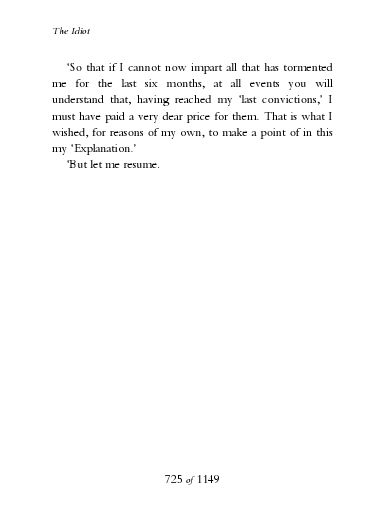 The Idiot
‘So that if I cannot now impart all that has tormented
me for the last six months, at all events you will
understand that, having reached my ‘last convictions,’ I
must have paid a very dear price for them. That is what I
wished, for reasons of my own, to make a point of in this
my ‘Explanation.’
‘But let me resume.
725 of 1149